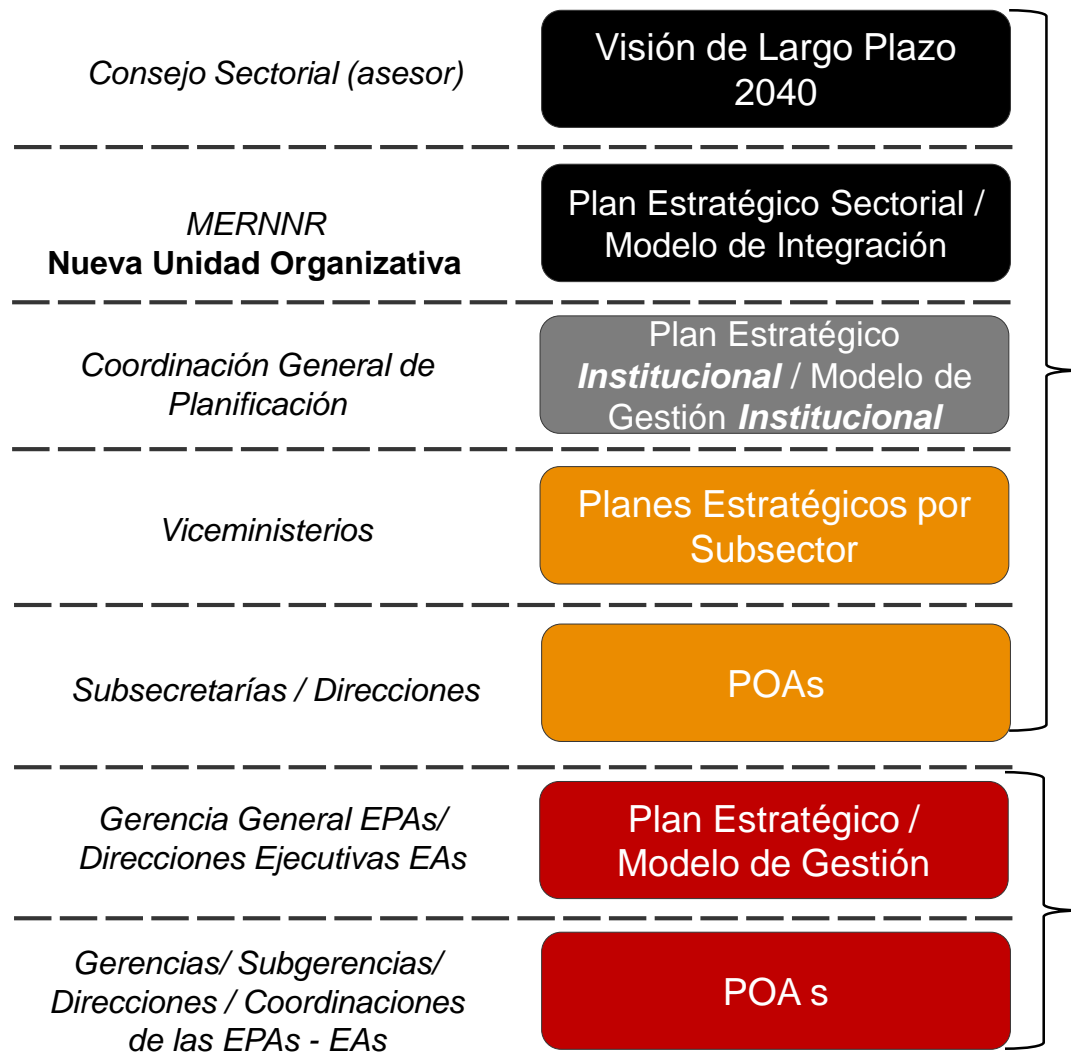 Consejo Sectorial (asesor)
Visión de Largo Plazo
2040
MERNNR
Nueva Unidad Organizativa
Plan Estratégico Sectorial /
Modelo de Integración
Coordinación General de
Planificación
Plan Estratégico
Institucional / Modelo de
Gestión Institucional
Viceministerios
Planes Estratégicos por
Subsector
Subsecretarías / Direcciones
POAs
Gerencia General EPAs/
Direcciones Ejecutivas EAs
Plan Estratégico /
Modelo de Gestión
Gerencias/ Subgerencias/
Direcciones / Coordinaciones
de las EPAs - EAs
POA s